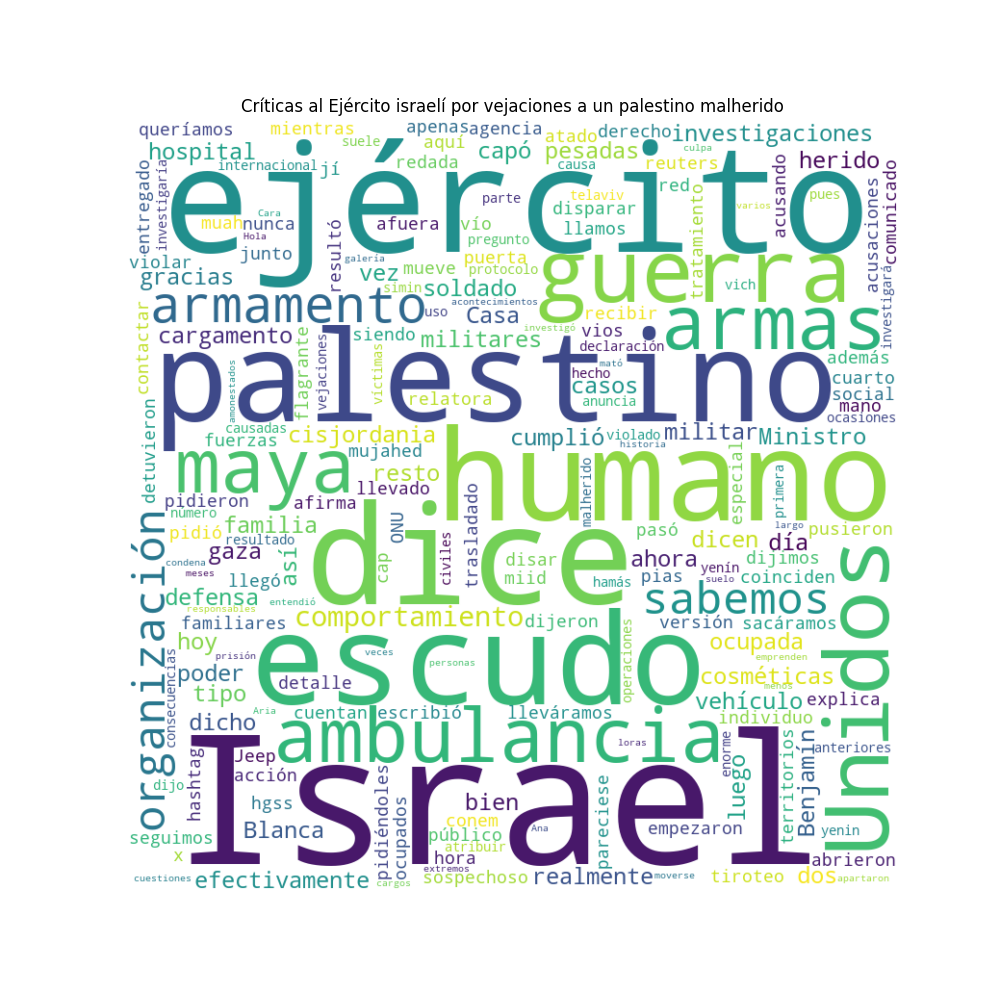 Críticas al Ejército israelí por vejaciones a un palestino malherido
queríamos mientras apenas agencia atado derecho investigaciones
suele aquí culpa
hospital internacional jí redada capó pesadas causa reuters herido
ejército
entregado investigaría
red telaviv parte
muah Cara Hola nunca afuera vío disparar llamos varios pues
acusando acusaciones comunicado
violar junto resultó galería puerta pregunto tratamiento
gracias vez mueve protocolo guerra vich
simin soldado acontecimientos
armamento uso Casa recibir armas
contactar cargamento siendo militares investigó vios declaración
investigará
flagrante vejaciones víctimas
palestino
hecho mató además
amonestados relatora casos anuncia cuarto social mano ocasiones
detuvieron causadas fuerzas cisjordania cumplió violado militar Ministro
historia
mujahed
maya resto humano
malherido especial primera
pidieron afirma llevado largo
número pidió familia resultado ONU trasladado civiles pasó pusieron
condena meses gaza así dice cap disar ahora dicen día dijimos
yenín
organización llegó miid hamás pias suelo coinciden
defensa entendió sabemos
responsables comportamiento dijeron versión sacáramos
familiares
hoy escudo operaciones ocupada Unidos
prisión veces personas emprenden
consecuencias poder tipo detalle cosméticas menos
vehículo explica
Aria cuentan escribió lleváramos individuo
dicho
ambulancia loras enorme territorios anteriores
hashtag Jeep acción
Israel
dijo luego Benjamín
hgss pidiéndoles ocupados bien pareciese
conem Ana
seguimos Blanca público empezaron yenin
atribuir
x hora abrieron
extremos
cuestiones efectivamente cargos sospechoso realmente moverse tiroteo dos apartaron